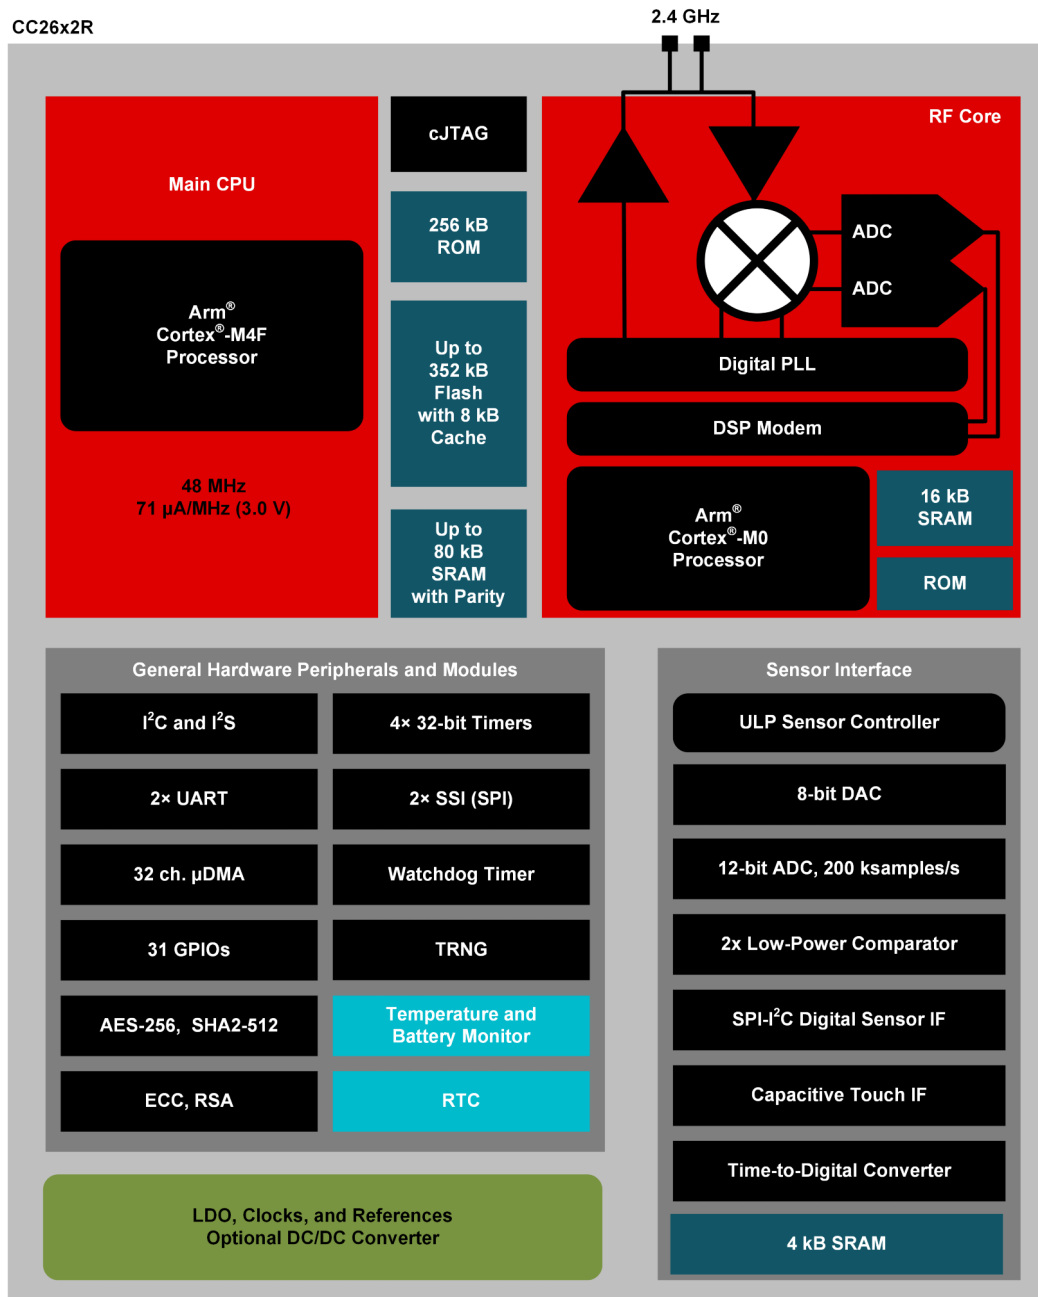 CC26x2R
2.4 GHz
Main CPU
Arm®
Cortex®-M4F
Processor
48 MHz
71 µA/MHz (3.0 V)
cJTAG
256 kB
ROM
Up to
352 kB
Flash
with 8 kB
Cache
Up to
80 kB
SRAM
with Parity
RF Core
ADC
ADC
Digital PLL
DSP Modem
Arm®
Cortex®-M0
Processor
16 kB
SRAM
ROM
General Hardware Peripherals and Modules
I²C and I²S
4× 32-bit Timers
2× UART
2× SSI (SPI)
32 ch. µDMA
Watchdog Timer
31 GPIOs
TRNG
AES-256, SHA2-512
Temperature and
Battery Monitor
ECC, RSA
RTC
LDO, Clocks, and References
Optional DC/DC Converter
Sensor Interface
ULP Sensor Controller
8-bit DAC
12-bit ADC, 200 ksamples/s
2x Low-Power Comparator
SPI-I²C Digital Sensor IF
Capacitive Touch IF
Time-to-Digital Converter
4 kB SRAM